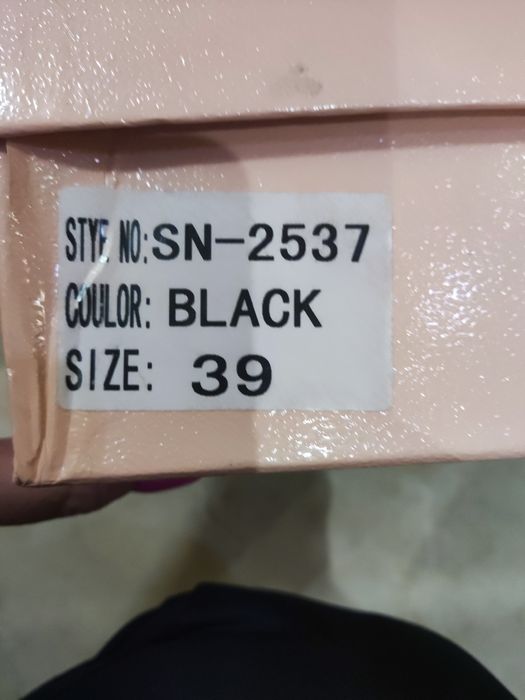 STYE NO:SN-2537
COULOR: BLACK
SIZE: 39